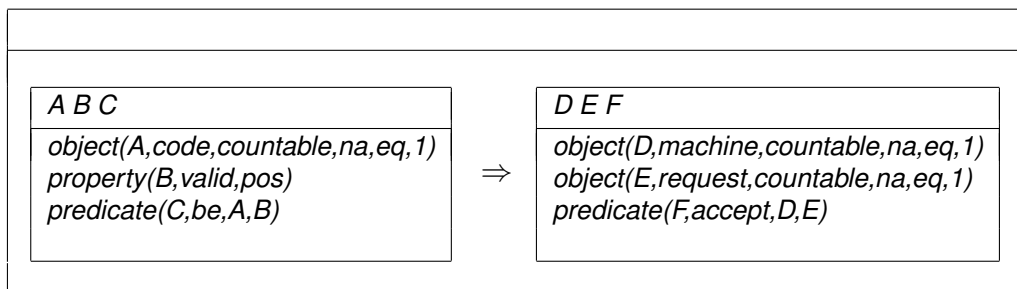 A B C
object(A,code,countable,na,eq,1)
property(B,valid,pos)
predicate(C,be,A,B)
⇒
D E F
object(D,machine,countable,na,eq,1)
object(E,request,countable,na,eq,1)
predicate(F,accept,D,E)